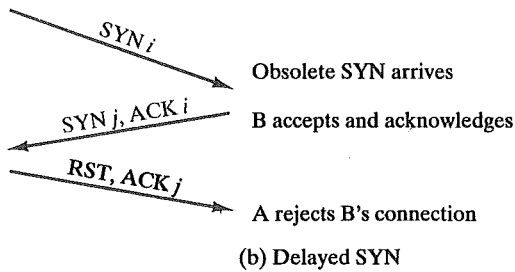 SYN i
Obsolete SYN arrives
SYN j, ACK i
B accepts and acknowledges
RST, ACK j
A rejects B's connection
(b) Delayed SYN